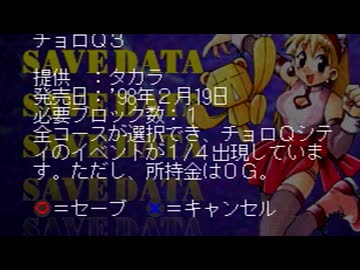 チョロＱ３
SAVE DATA
提供　：タカラ
発売日：'98年２月19日
必要ブロック数：１
全コースが選択でき、チョロＱシテ
ィのイベントが１／４出現していま
す。ただし、所持金は０Ｇ。
SAVE DATA
○＝セーブ　×＝キャンセル